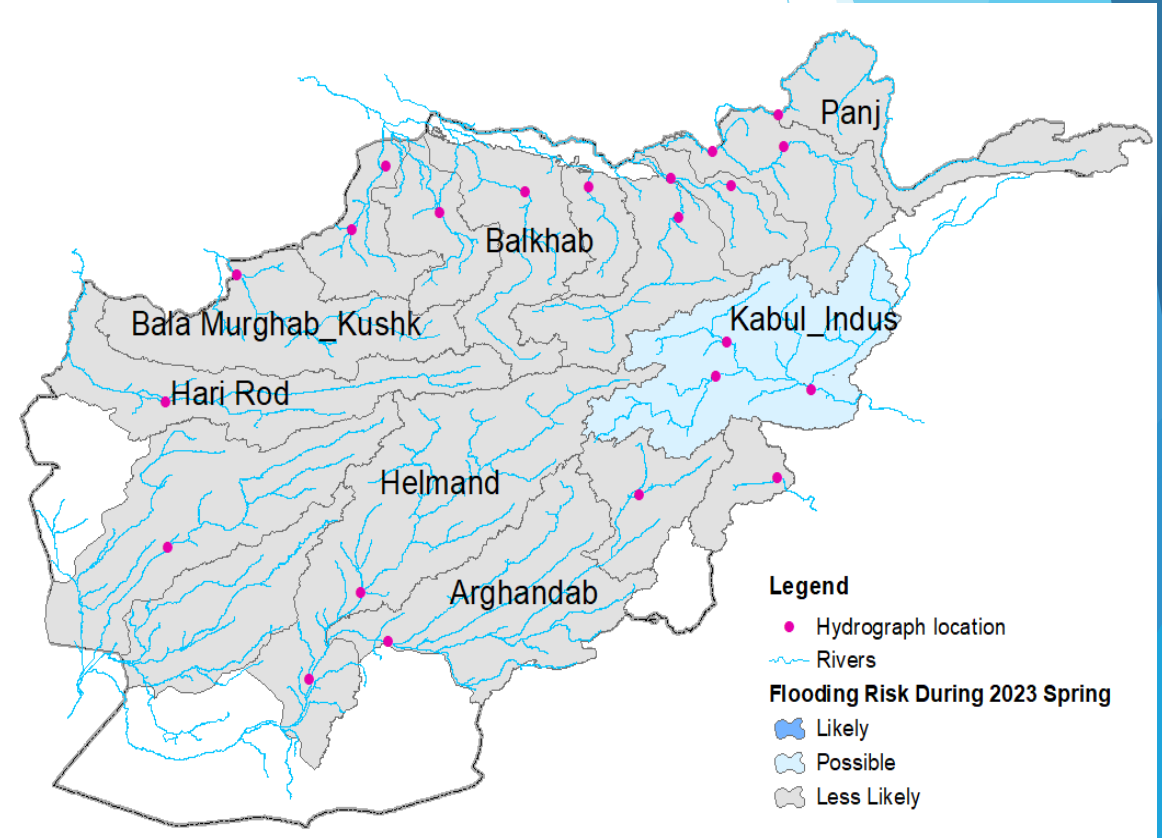 Panj
Balkhab
Kabul_Indus
Bala Murghab_Kushk
Hari Rod
Helmand
Arghandab
Legend
Hydrograph location
Rivers
Flooding Risk During 2023 Spring
Likely
Possible
Less Likely